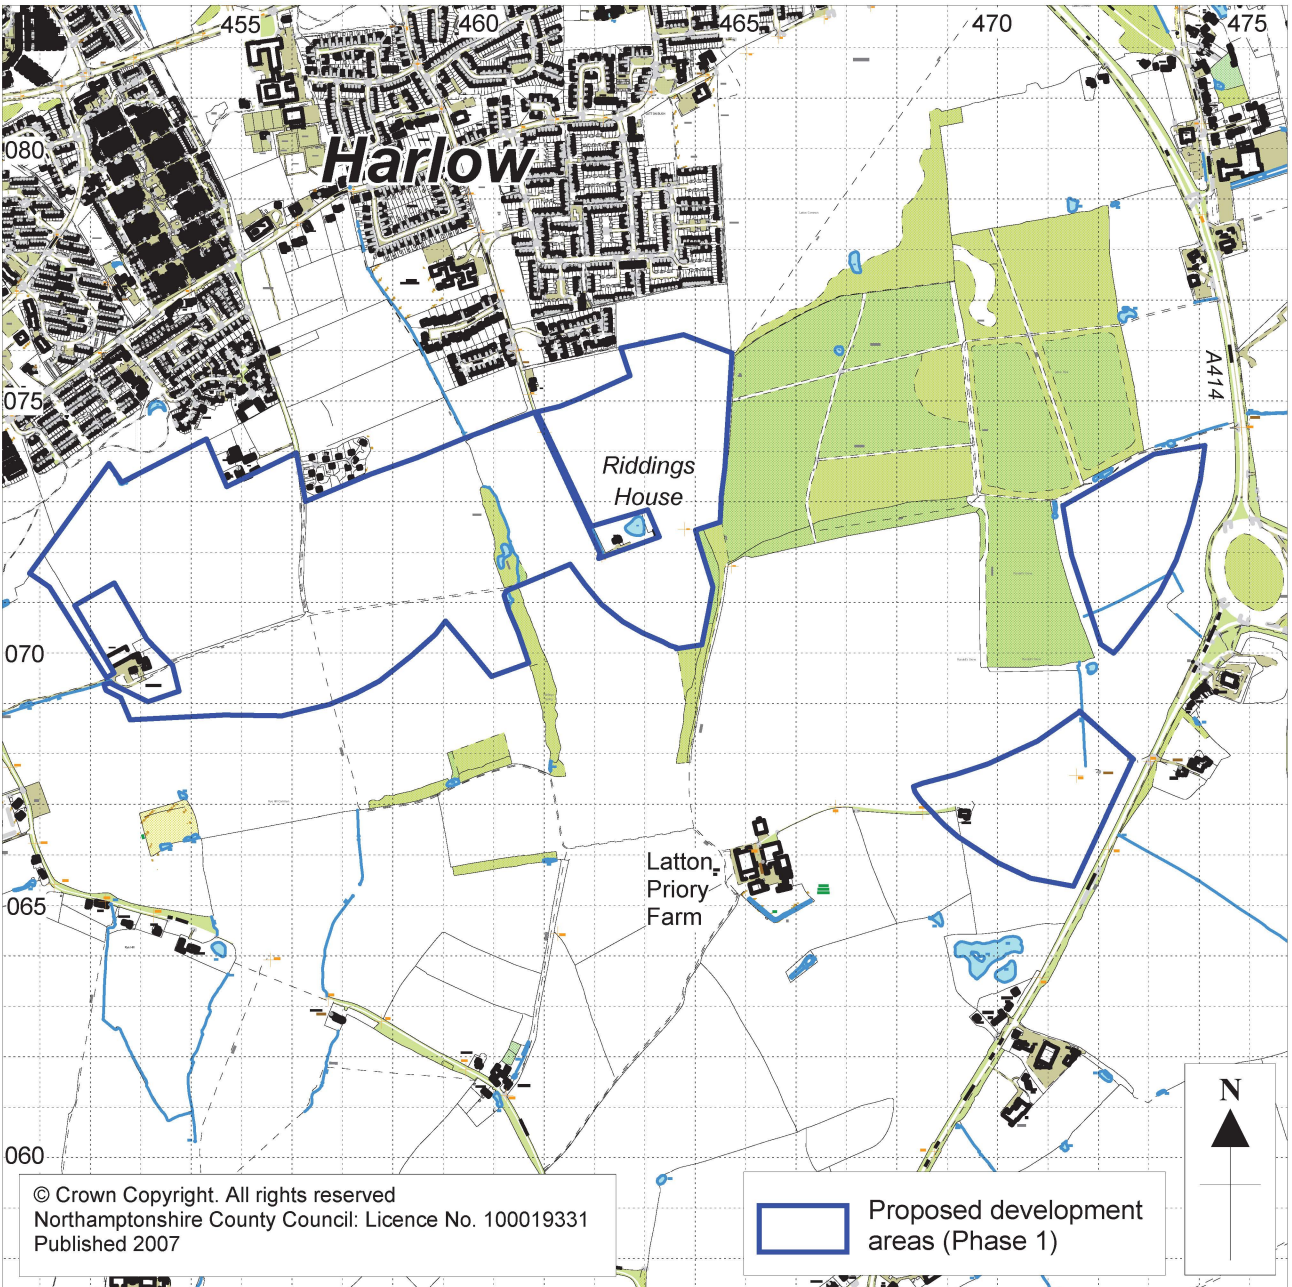 455
460
465
470
475
080
Harlow
075
A414
Riddings
House
070
Latton
Priory
Farm
065
060
N
© Crown Copyright. All rights reserved
Northamptonshire County Council: Licence No. 100019331
Published 2007
Proposed development
areas (Phase 1)